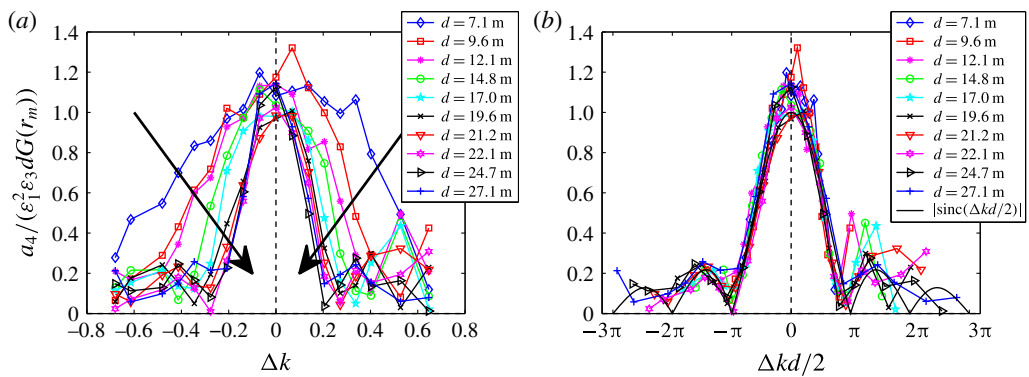 (a)
a₄/(ε₁²ε₃dG(rₘ))
1.4
1.2
1.0
0.8
0.6
0.4
0.2
0
−0.8
−0.6
−0.4
−0.2
0
0.2
0.4
0.6
0.8
Δk
d = 7.1 m
d = 9.6 m
d = 12.1 m
d = 14.8 m
d = 17.0 m
d = 19.6 m
d = 21.2 m
d = 22.1 m
d = 24.7 m
d = 27.1 m
(b)
1.4
1.2
1.0
0.8
0.6
0.4
0.2
0
−3π
−2π
−π
0
π
2π
3π
Δkd/2
d = 7.1 m
d = 9.6 m
d = 12.1 m
d = 14.8 m
d = 17.0 m
d = 19.6 m
d = 21.2 m
d = 22.1 m
d = 24.7 m
d = 27.1 m
|sinc(Δkd/2)|